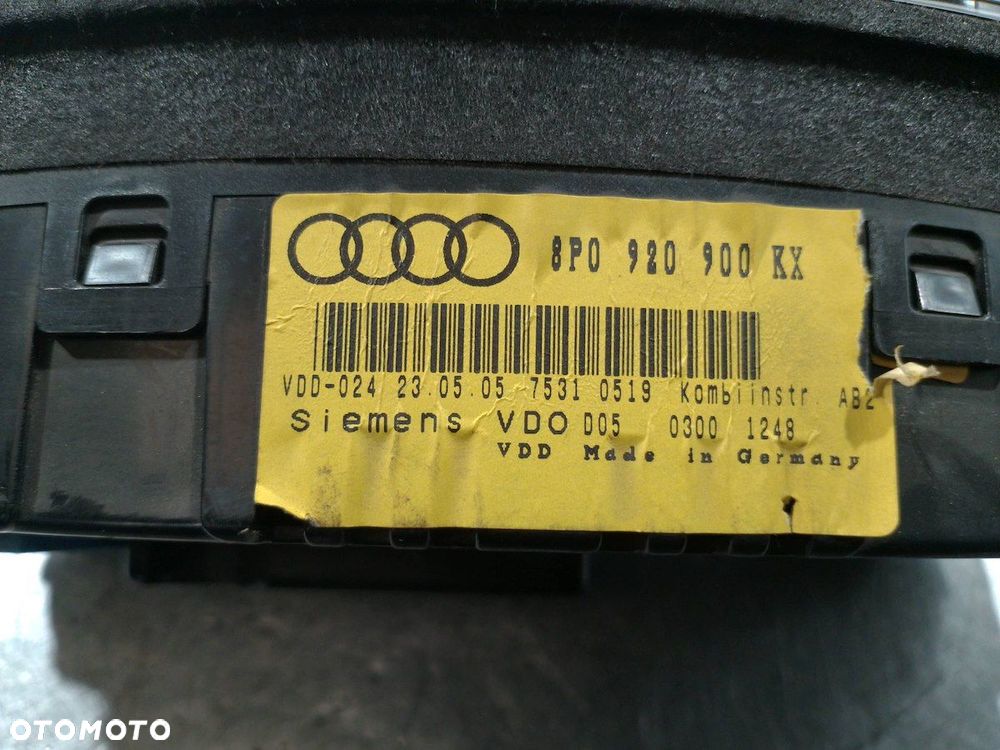 8P0 920 900 KX
VDD-024 23.05.05 7531 0519 Kombiinstr. AB2
Siemens VDO D05 0300 1248
VDD Made in Germany
OTOMOTO